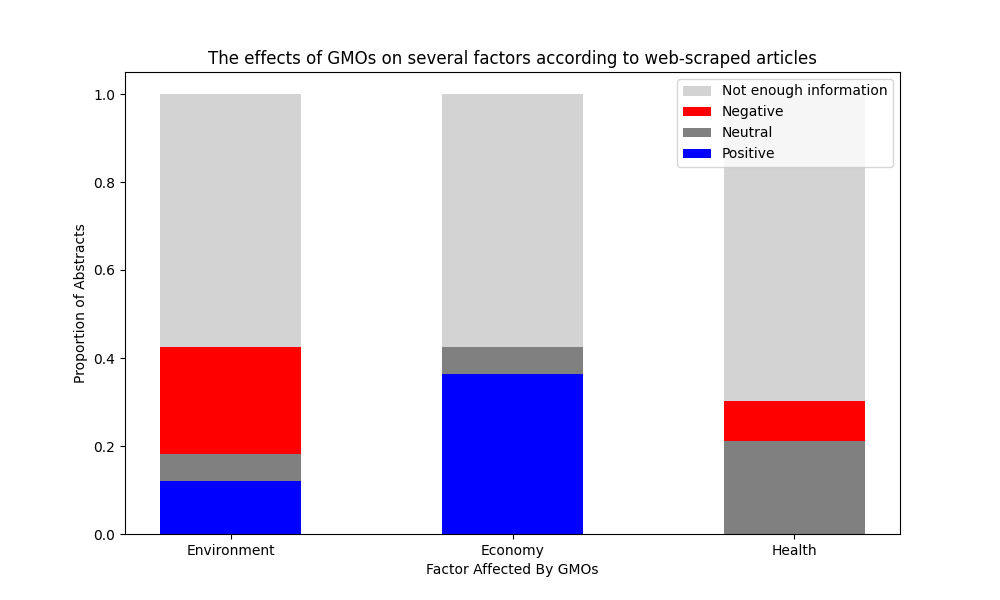 The effects of GMOs on several factors according to web-scraped articles
Not enough information
Negative
Neutral
Positive
1.0
0.8
0.6
0.4
0.2
0.0
Proportion of Abstracts
Environment
Economy
Health
Factor Affected By GMOs